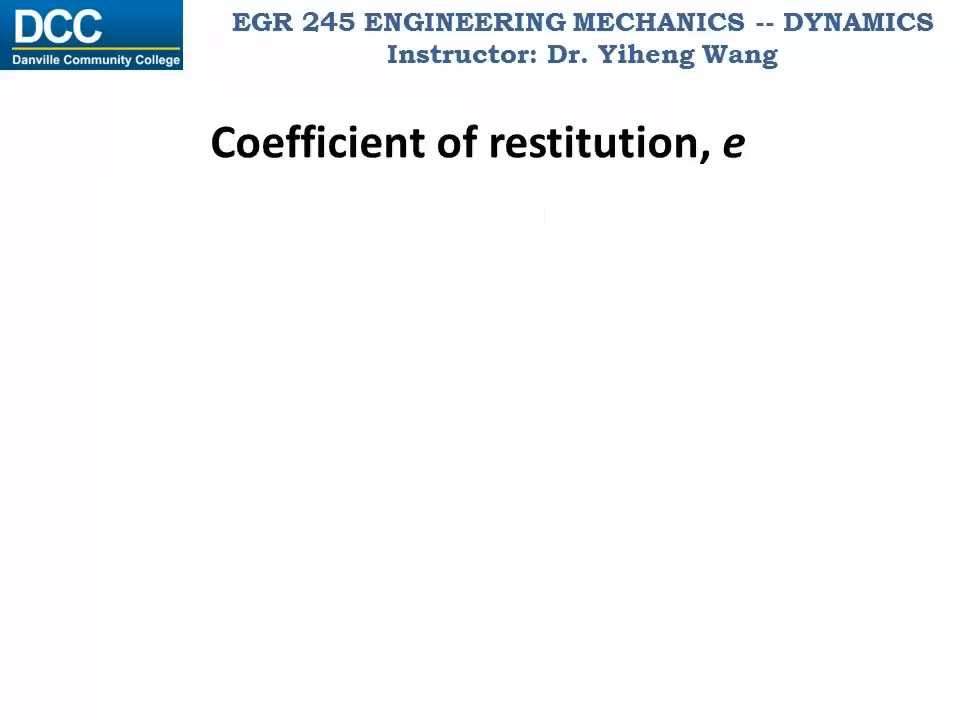 DCC
Danville Community College
EGR 245 ENGINEERING MECHANICS -- DYNAMICS
Instructor: Dr. Yiheng Wang
Coefficient of restitution, e